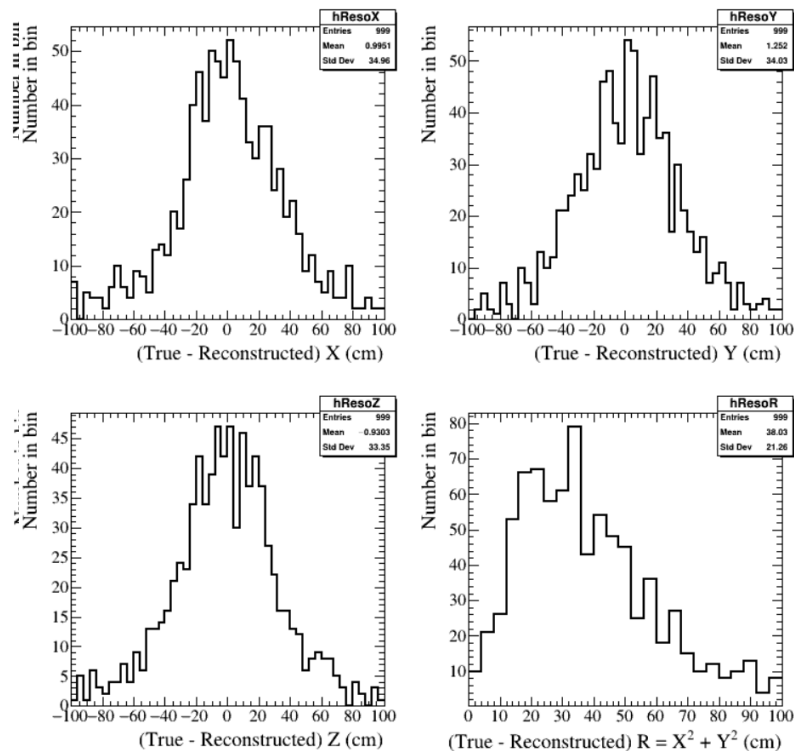 hResoX
Entries 999
Mean 0.9951
Std Dev 34.96
Number in bin
Number in bin
50
40
30
20
10
0
−100−80 −60 −40 −20 0 20 40 60 80 100
(True - Reconstructed) X (cm)
hResoY
Entries 999
Mean 1.252
Std Dev 34.03
Number in bin
50
40
30
20
10
0
−100−80 −60 −40 −20 0 20 40 60 80 100
(True - Reconstructed) Y (cm)
hResoZ
Entries 999
Mean −0.9303
Std Dev 33.35
Number in bin
45
40
35
30
25
20
15
10
5
0
−100−80 −60 −40 −20 0 20 40 60 80 100
(True - Reconstructed) Z (cm)
hResoR
Entries 999
Mean 38.03
Std Dev 21.26
Number in bin
80
70
60
50
40
30
20
10
0 10 20 30 40 50 60 70 80 90 100
(True - Reconstructed) R = X² + Y² (cm)